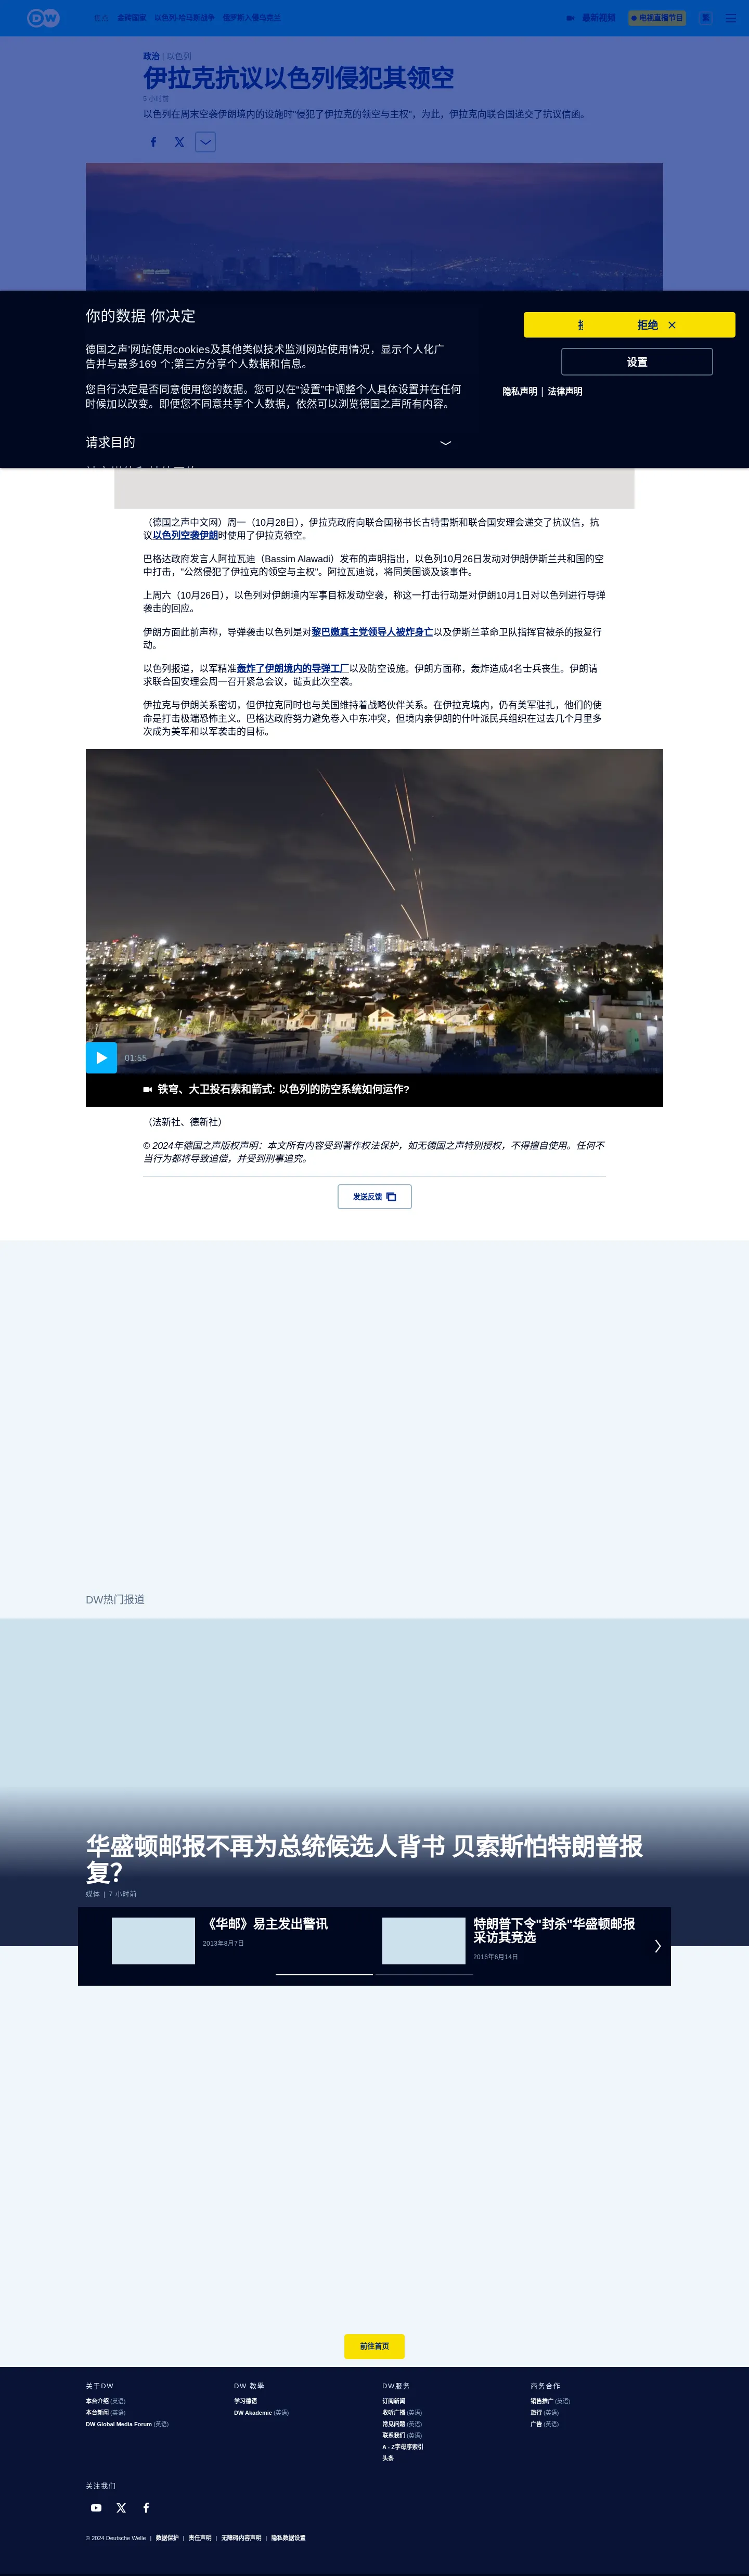 DW
焦点
金砖国家
以色列-哈马斯战争
俄罗斯入侵乌克兰
最新视频
电视直播节目
繁
政治 | 以色列
伊拉克抗议以色列侵犯其领空
5 小时前
以色列在周末空袭伊朗境内的设施时"侵犯了伊拉克的领空与主权"，为此，伊拉克向联合国递交了抗议信函。
你的数据 你决定
德国之声'网站使用cookies及其他类似技术监测网站使用情况，显示个人化广
告并与最多169 个;第三方分享个人数据和信息。
您自行决定是否同意使用您的数据。您可以在"设置"中调整个人具体设置并在任何
时候加以改变。即便您不同意共享个人数据，依然可以浏览德国之声所有内容。
请求目的
拒绝
设置
隐私声明 | 法律声明
（德国之声中文网）周一（10月28日），伊拉克政府向联合国秘书长古特雷斯和联合国安理会递交了抗议信，抗
议以色列空袭伊朗时使用了伊拉克领空。
巴格达政府发言人阿拉瓦迪（Bassim Alawadi）发布的声明指出，以色列10月26日发动对伊朗伊斯兰共和国的空
中打击，"公然侵犯了伊拉克的领空与主权"。阿拉瓦迪说，将同美国谈及该事件。
上周六（10月26日），以色列对伊朗境内军事目标发动空袭，称这一打击行动是对伊朗10月1日对以色列进行导弹
袭击的回应。
伊朗方面此前声称，导弹袭击以色列是对黎巴嫩真主党领导人被炸身亡以及伊斯兰革命卫队指挥官被杀的报复行
动。
以色列报道，以军精准轰炸了伊朗境内的导弹工厂以及防空设施。伊朗方面称，轰炸造成4名士兵丧生。伊朗请
求联合国安理会周一召开紧急会议，谴责此次空袭。
伊拉克与伊朗关系密切，但伊拉克同时也与美国维持着战略伙伴关系。在伊拉克境内，仍有美军驻扎，他们的使
命是打击极端恐怖主义。巴格达政府努力避免卷入中东冲突，但境内亲伊朗的什叶派民兵组织在过去几个月里多
次成为美军和以军袭击的目标。
01:55
铁穹、大卫投石索和箭式: 以色列的防空系统如何运作?
（法新社、德新社）
© 2024年德国之声版权声明：本文所有内容受到著作权法保护，如无德国之声特别授权，不得擅自使用。任何不
当行为都将导致追偿，并受到刑事追究。
发送反馈
DW热门报道
华盛顿邮报不再为总统候选人背书 贝索斯怕特朗普报
复?
媒体 | 7 小时前
《华邮》易主发出警讯
2013年8月7日
特朗普下令"封杀"华盛顿邮报
采访其竞选
2016年6月14日
前往首页
关于DW
本台介绍 (英语)
本台新闻 (英语)
DW Global Media Forum (英语)
DW 教學
学习德语
DW Akademie (英语)
DW服务
订阅新闻
收听广播 (英语)
常见问题 (英语)
联系我们 (英语)
A - Z字母序索引
头条
商务合作
销售推广 (英语)
旅行 (英语)
广告 (英语)
关注我们
© 2024 Deutsche Welle | 数据保护 | 责任声明 | 无障碍内容声明 | 隐私数据设置